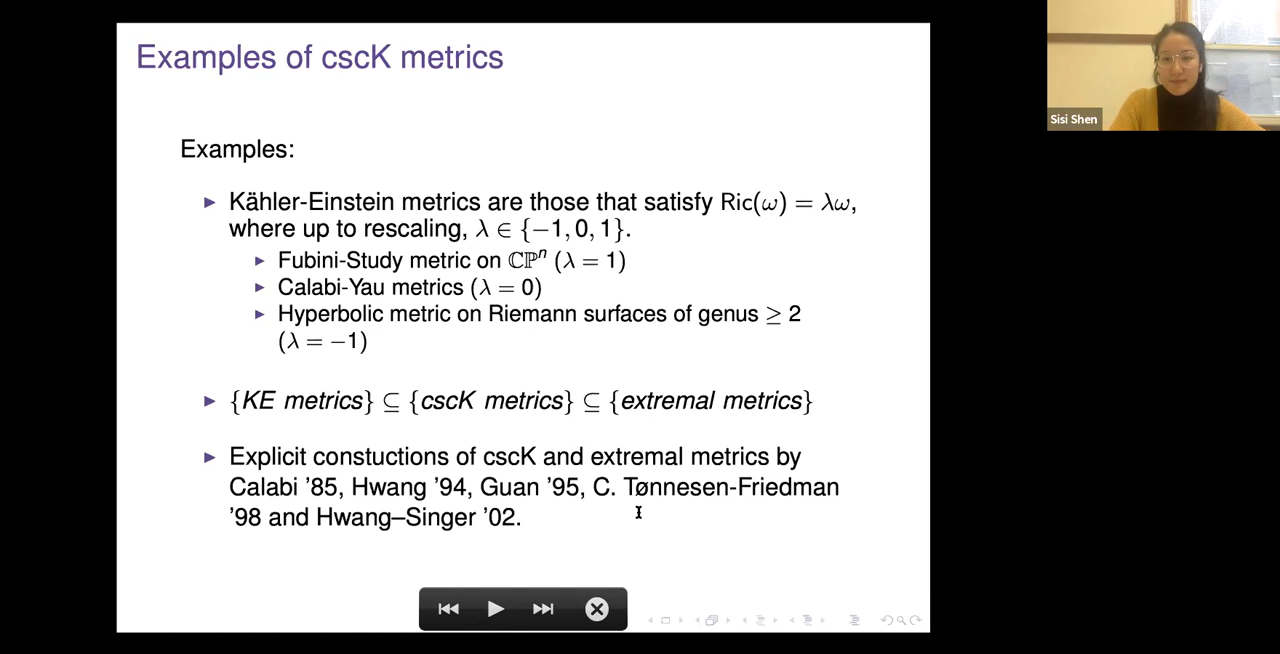 Examples of cscK metrics
Sisi Shen
Examples:
Kähler-Einstein metrics are those that satisfy Ric(ω) = λω,
where up to rescaling, λ ∈ {−1, 0, 1}.
Fubini-Study metric on ℂℙⁿ (λ = 1)
Calabi-Yau metrics (λ = 0)
Hyperbolic metric on Riemann surfaces of genus ≥ 2
(λ = −1)
{KE metrics} ⊆ {cscK metrics} ⊆ {extremal metrics}
Explicit constuctions of cscK and extremal metrics by
Calabi '85, Hwang '94, Guan '95, C. Tønnesen-Friedman
'98 and Hwang–Singer '02.